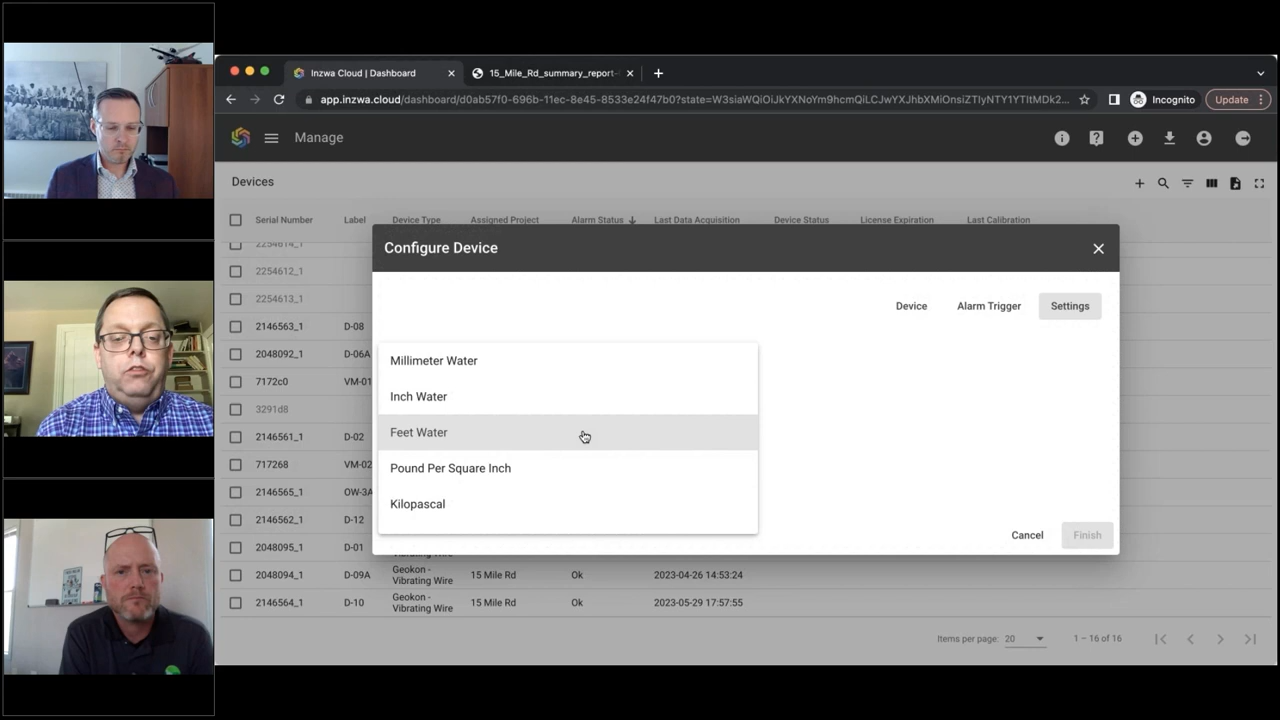 Inzwa Cloud | Dashboard
15_Mile_Rd_summary_report-
app.inzwa.cloud/dashboard/d0ab57f0-696b-11ec-8e45-8533e24f47b0?state=
Incognito
Update
Manage
Devices
Serial Number Label Device Type Assigned Project Alarm Status Last Data Acquisition Device Status License Expiration Last Calibration
2254614_1
2254612_1
2254613_1
2146563_1 D-08
2048092_1 D-06A
7172c0 VM-01
3291d8
2146561_1 D-02
717268 VM-02
2146565_1 OW-3A
2146562_1 D-12
2048095_1 D-01 Vibrating Wire
2048094_1 D-09A Geokon - Vibrating Wire 15 Mile Rd Ok 2023-04-26 14:53:24
2146564_1 D-10 Geokon - Vibrating Wire 15 Mile Rd Ok 2023-05-29 17:57:55
Items per page: 20 1 – 16 of 16
Configure Device
Device Alarm Trigger Settings
Millimeter Water
Inch Water
Feet Water
Pound Per Square Inch
Kilopascal
Cancel Finish